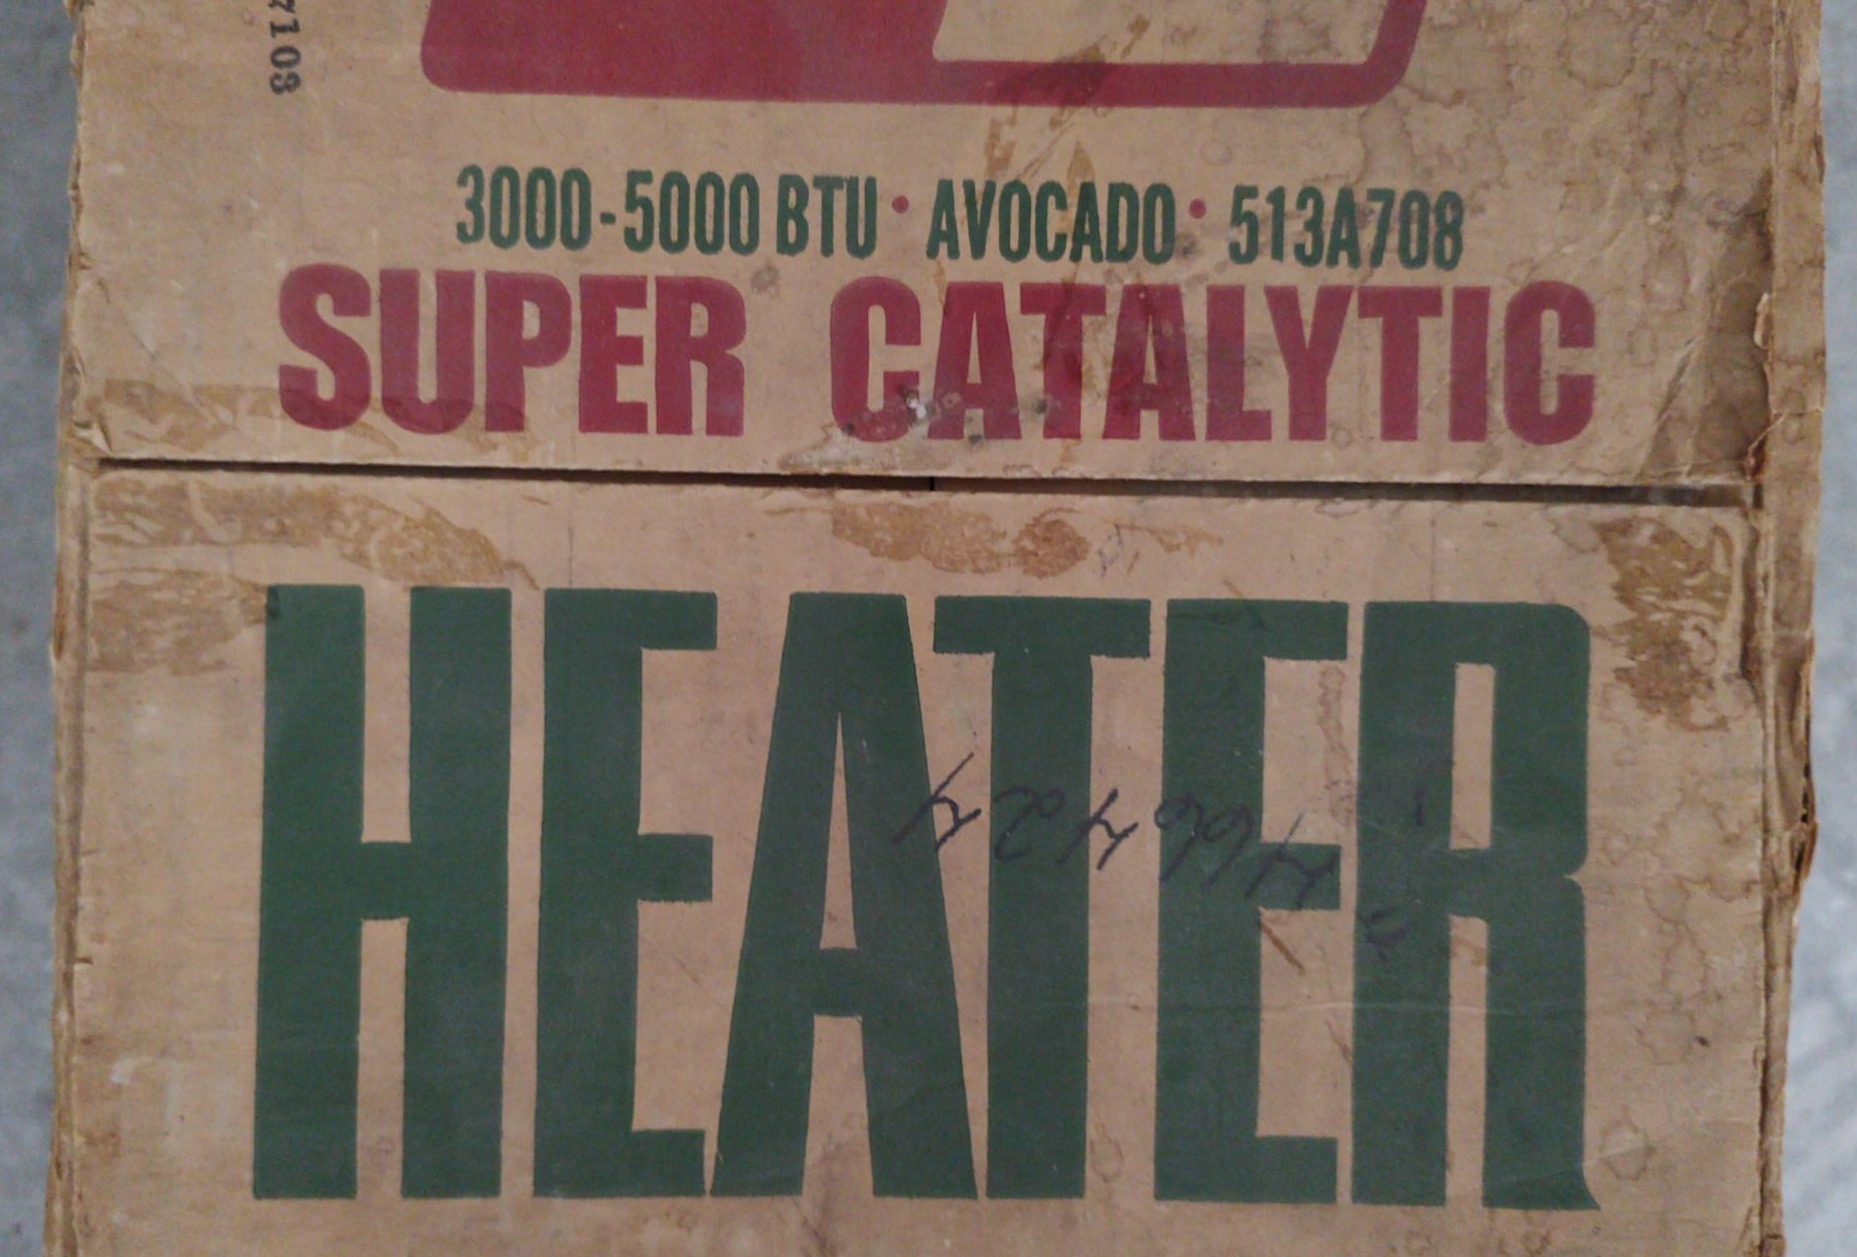 3000-5000 BTU • AVOCADO • 513A708
SUPER CATALYTIC
HEATER